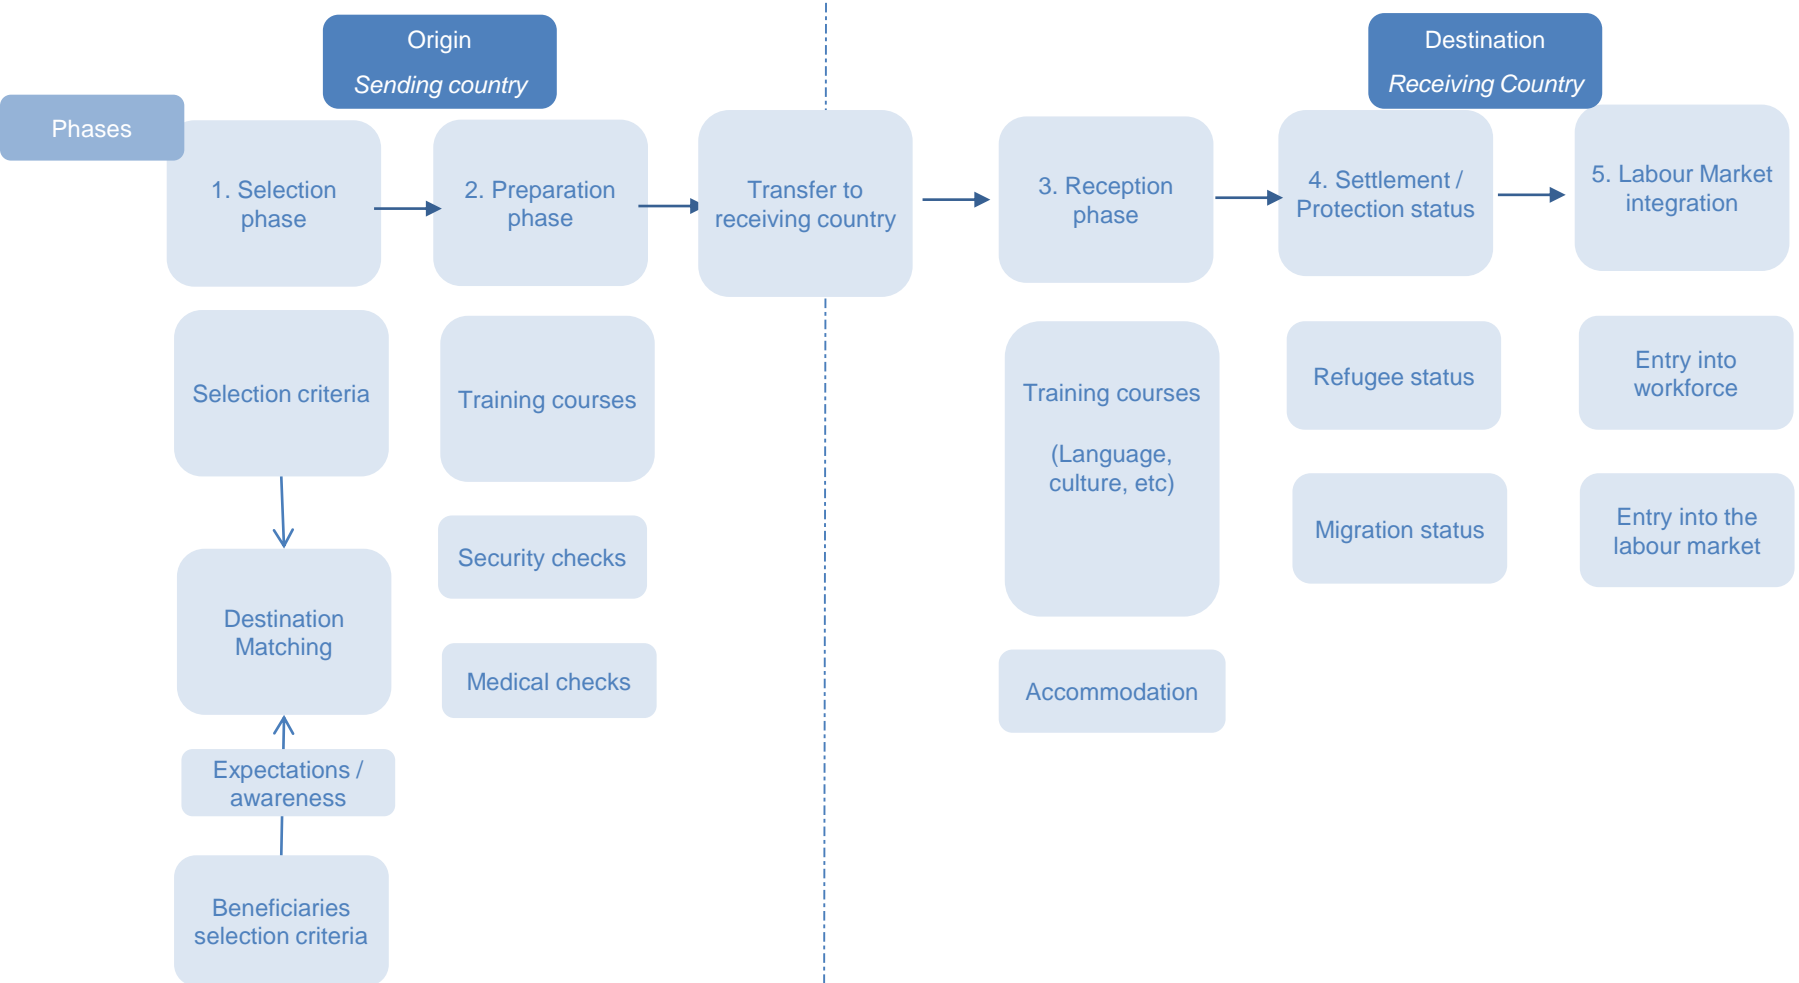 Origin
Sending country
Destination
Receiving Country
Phases
1. Selection
phase
2. Preparation
phase
Transfer to
receiving country
3. Reception
phase
4. Settlement /
Protection status
5. Labour Market
integration
Selection criteria
Destination
Matching
Expectations /
awareness
Beneficiaries
selection criteria
Training courses
Security checks
Medical checks
Training courses
(Language,
culture, etc)
Accommodation
Refugee status
Migration status
Entry into
workforce
Entry into the
labour market